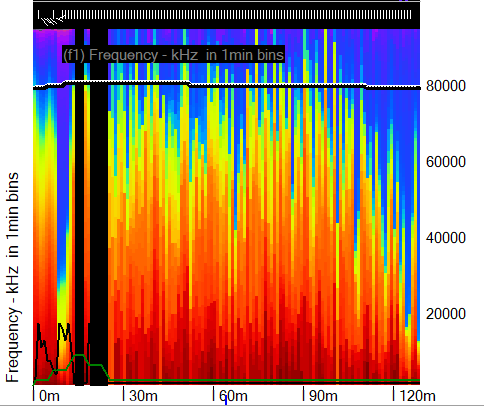 (f1) Frequency - kHz in 1min bins
80000
60000
40000
20000
Frequency - kHz in 1min bins
0m
30m
60m
90m
120m